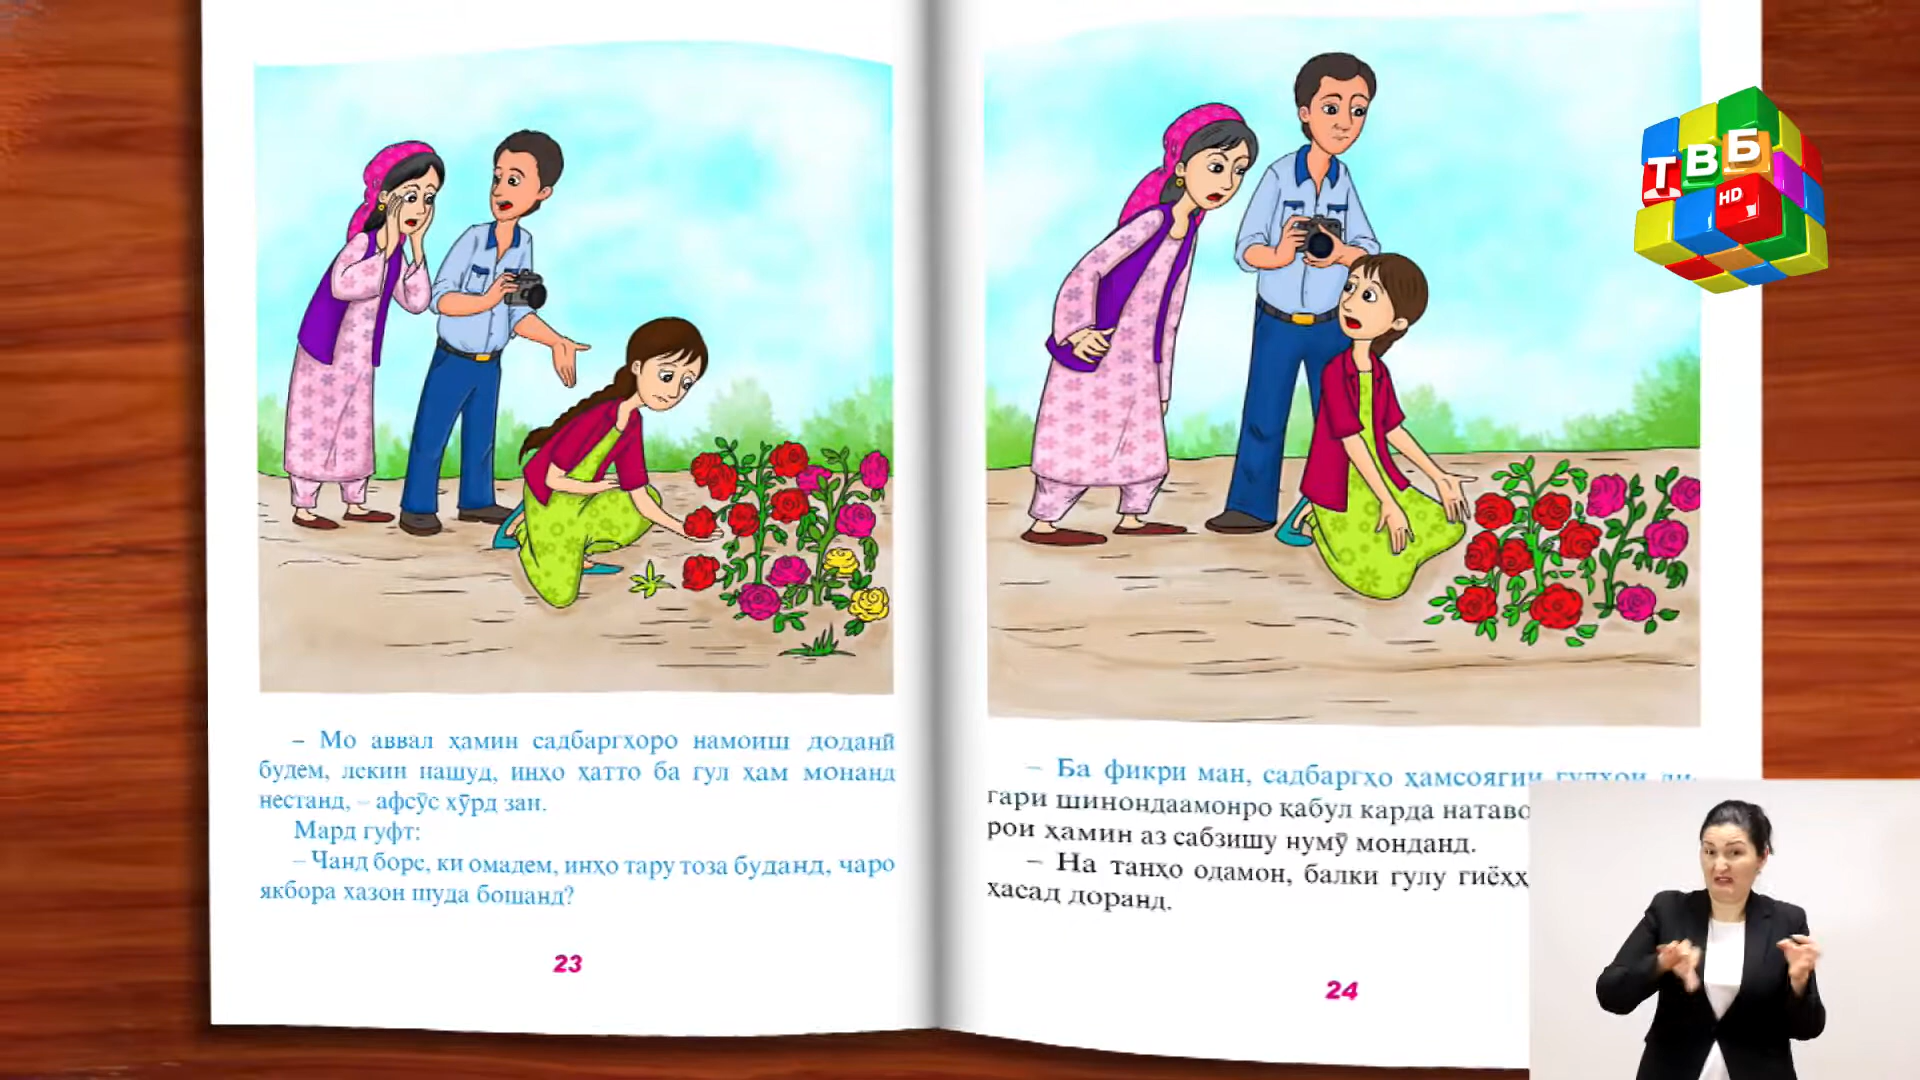 – Мо аввал ҳамин садбаргҳоро намоиш доданӣ
будем, лекин нашуд, инҳо ҳатто ба гул ҳам монанд
нестанд, – афсӯс хӯрд зан.
Мард гуфт:
– Чанд борe, ки омадем, инҳо тару тоза буданд, чаро
якбора хазон шуда бошанд?
23
– Ба фикри ман, садбаргҳо ҳамсоягии гулҳои ди-
гари шинондаамонро қабул карда
рои ҳамин аз сабзишу нумӯ монданд.
– На танҳо одамон, балки гулу
ҳасад доранд.
24
ТВБ
HD